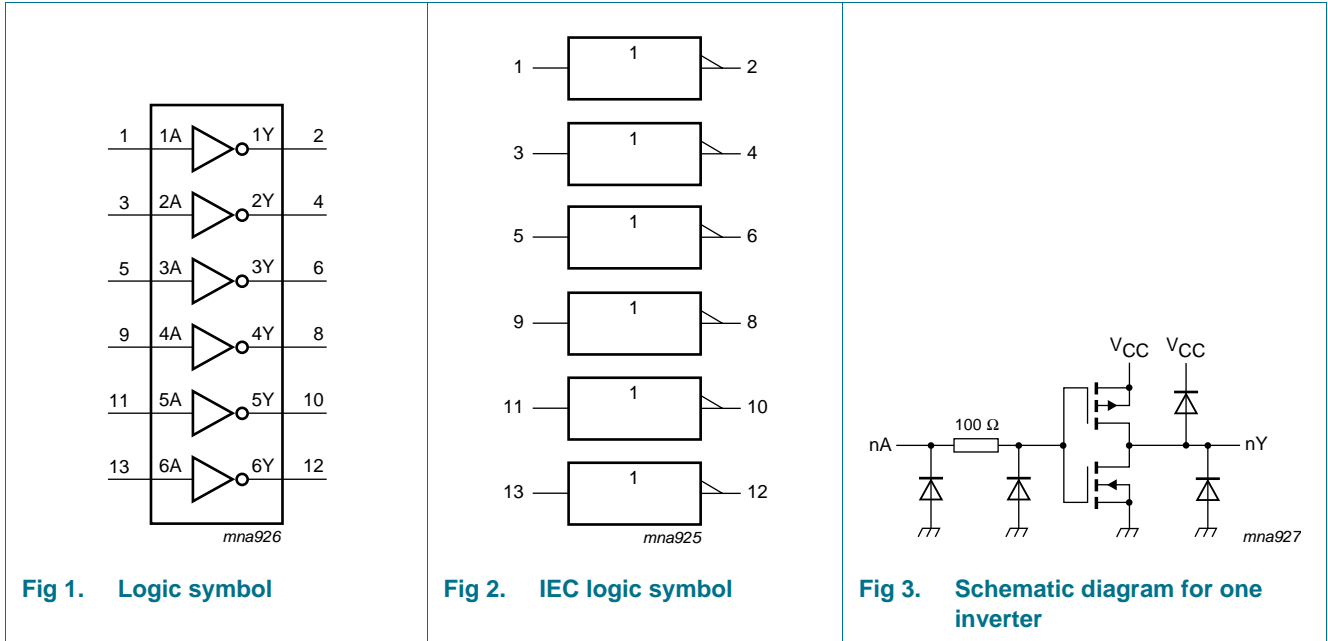 1 1A 1Y 2
3 2A 2Y 4
5 3A 3Y 6
9 4A 4Y 8
11 5A 5Y 10
13 6A 6Y 12
mna926
Fig 1. Logic symbol
1
1 2
1
3 4
1
5 6
1
9 8
1
11 10
1
13 12
mna925
Fig 2. IEC logic symbol
VCC VCC
100 Ω
nA nY
mna927
Fig 3. Schematic diagram for one
inverter